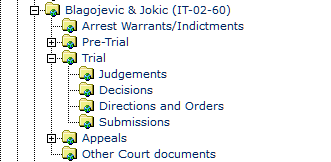 Blagojevic & Jokic (IT-02-60)
Arrest Warrants/Indictments
Pre-Trial
Trial
Judgements
Decisions
Directions and Orders
Submissions
Appeals
Other Court documents